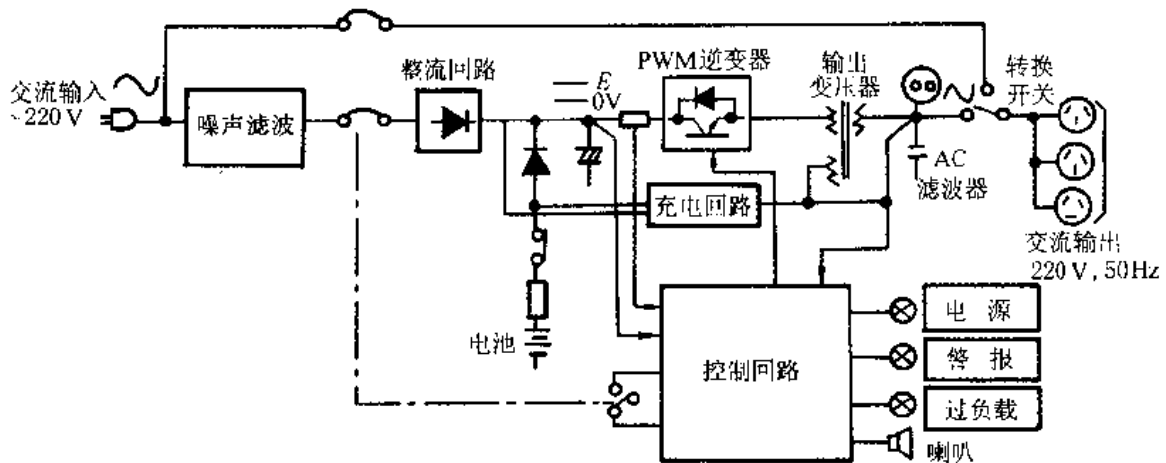 交流输入
~220 V
噪声滤波
整流回路
E
0V
PWM逆变器
输出
变压器
转换
开关
AC
滤波器
充电回路
交流输出
220 V, 50Hz
电池
控制回路
电 源
警 报
过负载
喇叭